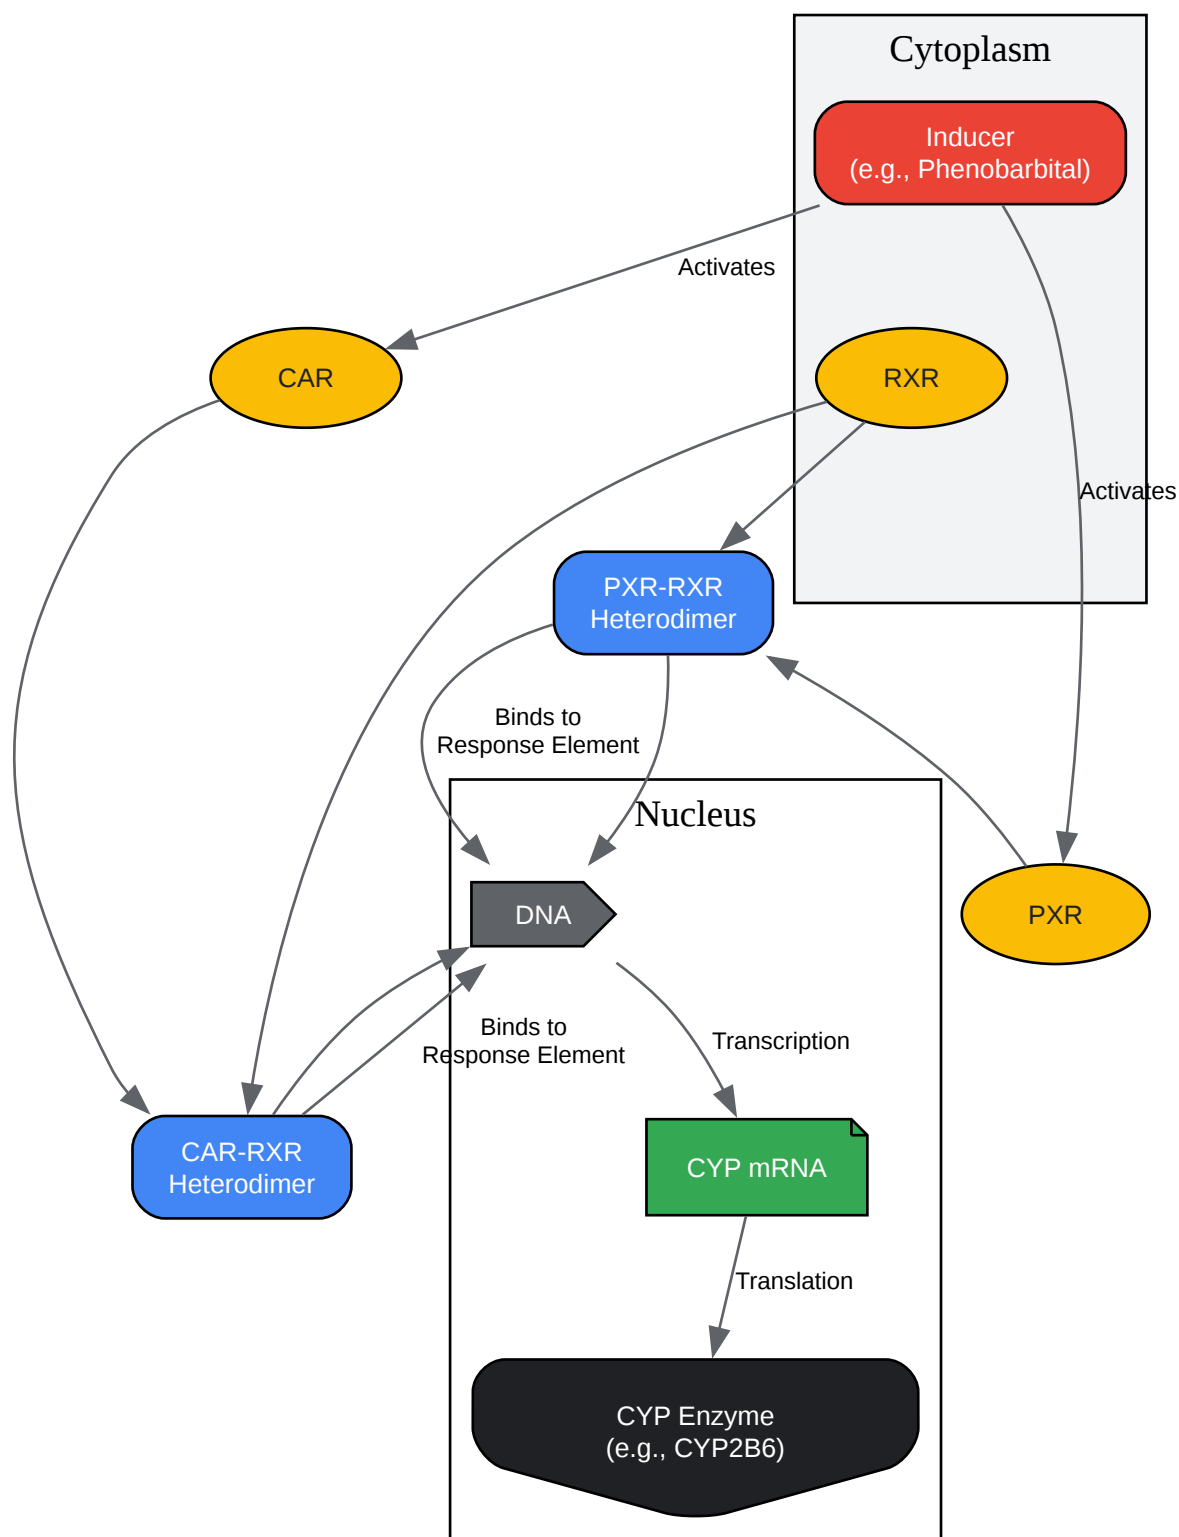 Cytoplasm
Inducer
(e.g., Phenobarbital)
Activates
CAR
RXR
Activates
PXR-RXR
Heterodimer
Binds to
Response Element
Nucleus
DNA
PXR
Binds to
Response Element
Transcription
CAR-RXR
Heterodimer
CYP mRNA
Translation
CYP Enzyme
(e.g., CYP2B6)